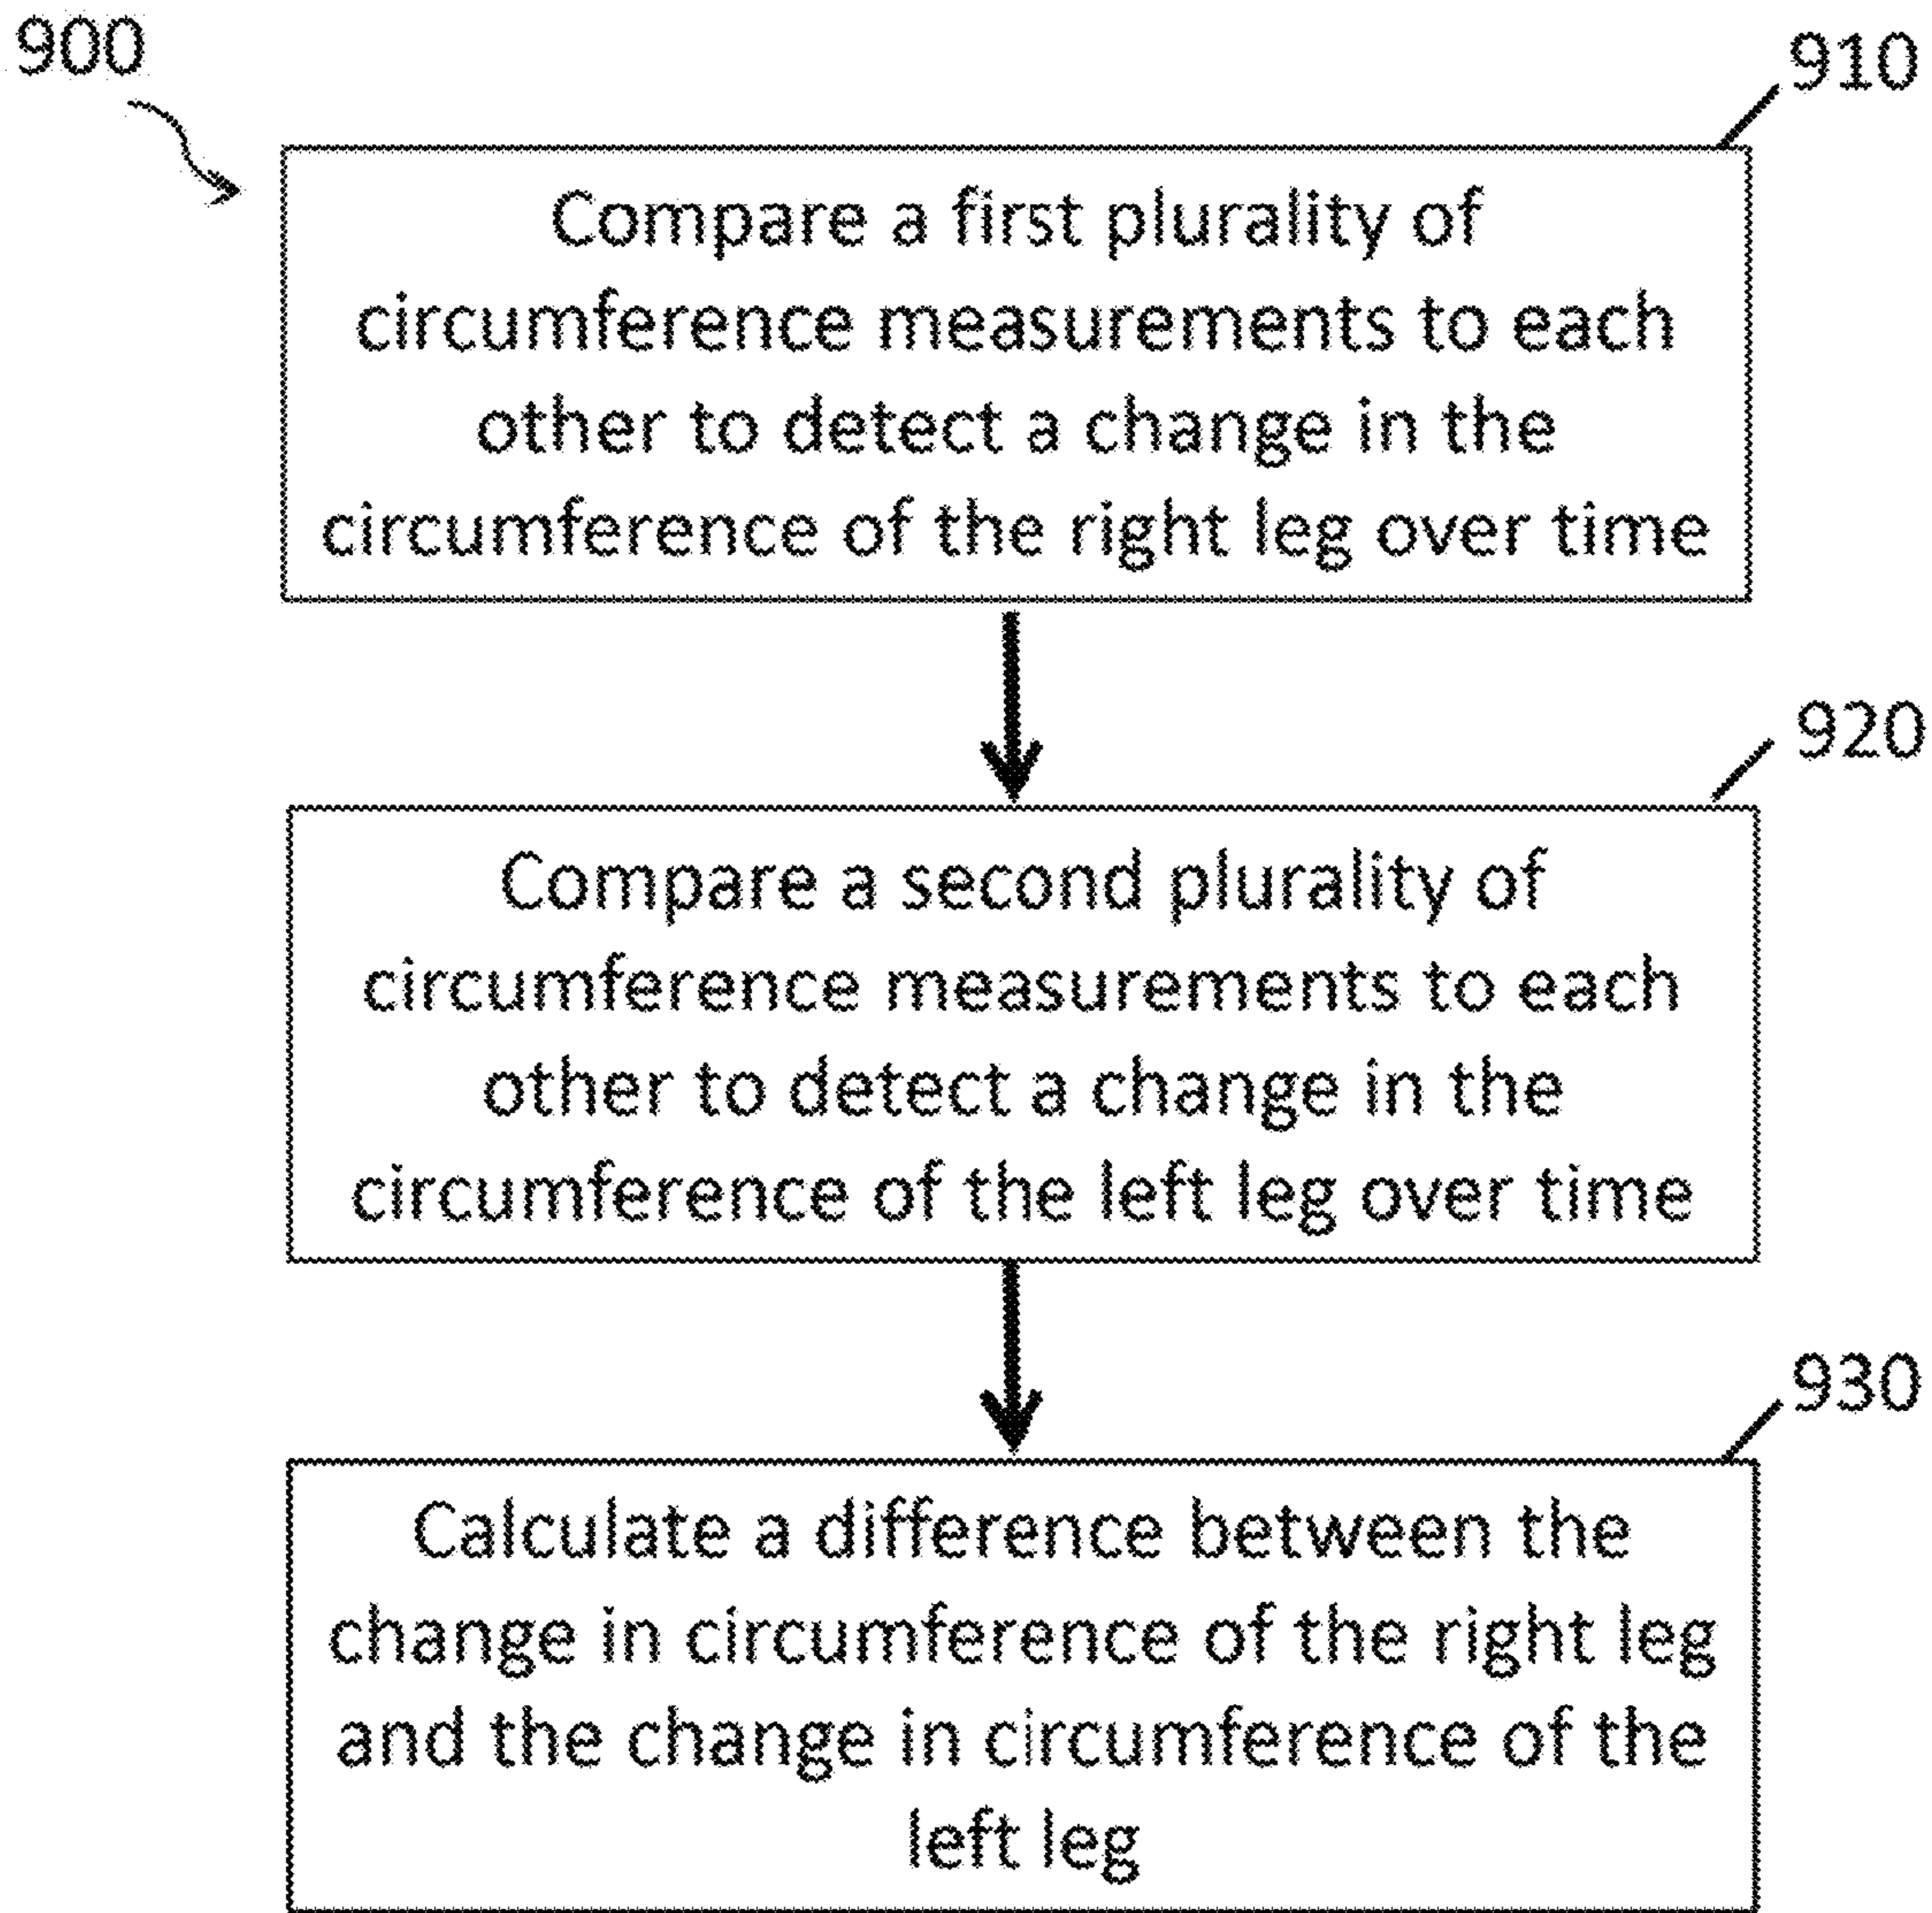 900
910
Compare a first plurality of
circumference measurements to each
other to detect a change in the
circumference of the right leg over time
920
Compare a second plurality of
circumference measurements to each
other to detect a change in the
circumference of the left leg over time
930
Calculate a difference between the
change in circumference of the right leg
and the change in circumference of the
left leg